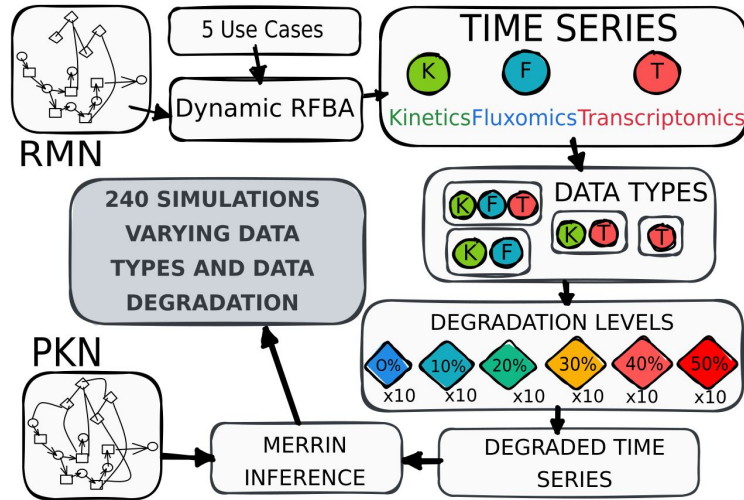 5 Use Cases
Dynamic RFBA
RMN
TIME SERIES
K F T
Kinetics Fluxomics Transcriptomics
DATA TYPES
K F T
K T
T
K F
240 SIMULATIONS
VARYING DATA
TYPES AND DATA
DEGRADATION
DEGRADATION LEVELS
0% 10% 20% 30% 40% 50%
x10 x10 x10 x10 x10 x10
PKN
MERRIN
INFERENCE
DEGRADED TIME
SERIES